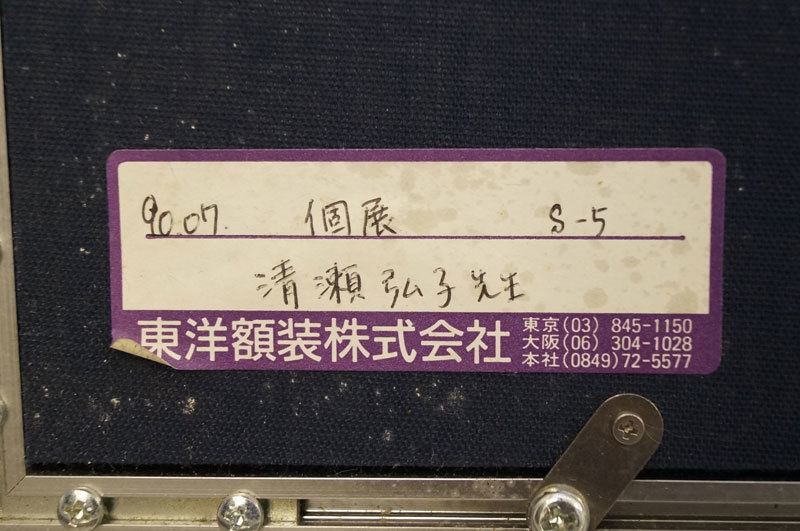 90.07. 個展 S-5
清瀬弘子先生
東洋額装株式会社
東京(03) 845-1150
大阪(06) 304-1028
本社(0849)72-5577